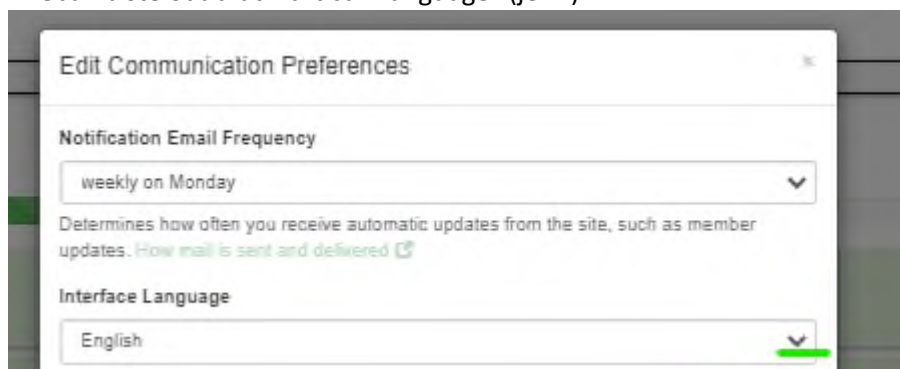 Edit Communication Preferences
Notification Email Frequency
weekly on Monday
Determines how often you receive automatic updates from the site, such as member
updates. How mail is sent and delivered
Interface Language
English